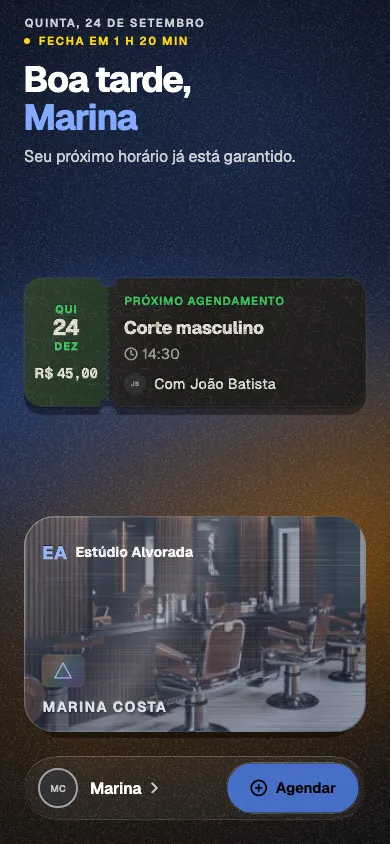 QUINTA, 24 DE SETEMBRO
FECHA EM 1 H 20 MIN
Boa tarde,
Marina
Seu próximo horário já está garantido.
QUI
24
DEZ
R$ 45,00
PRÓXIMO AGENDAMENTO
Corte masculino
14:30
JB
Com João Batista
EA Estúdio Alvorada
MARINA COSTA
MC
Marina
Agendar